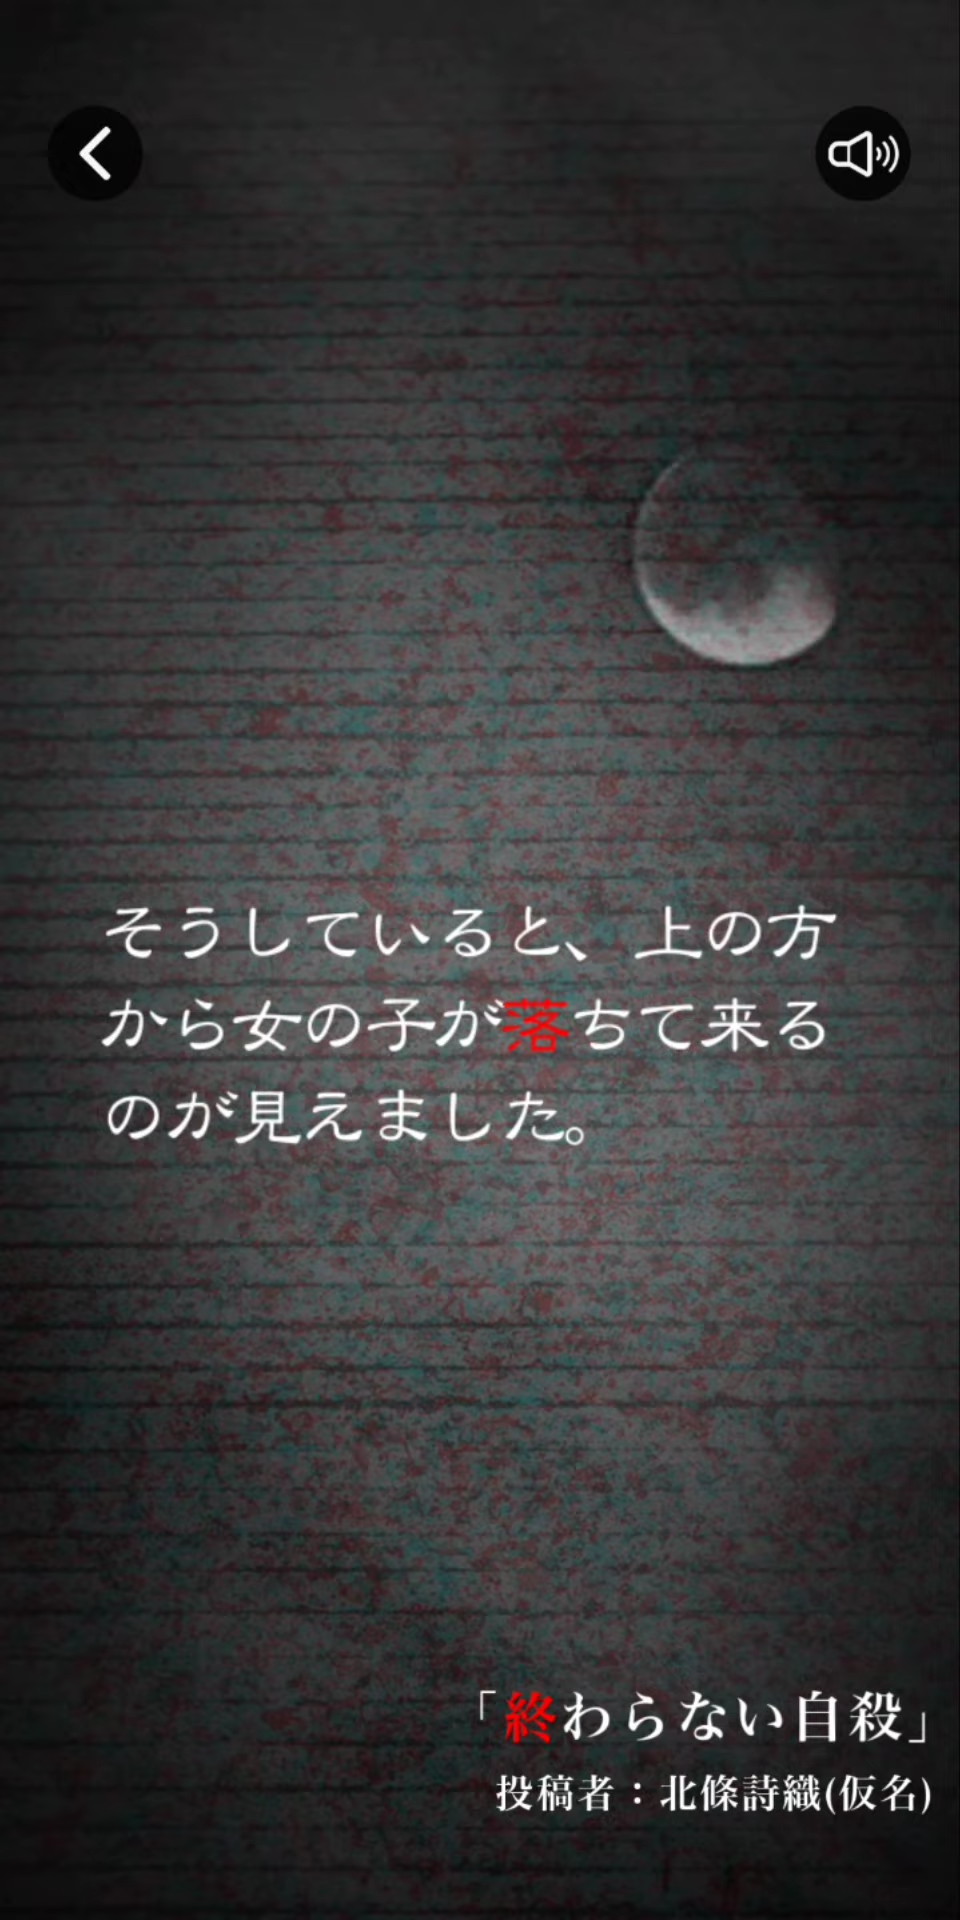 そうしていると、上の方
から女の子が落ちて来る
のが見えました。
「終わらない自殺」
投稿者：北條詩織(仮名)